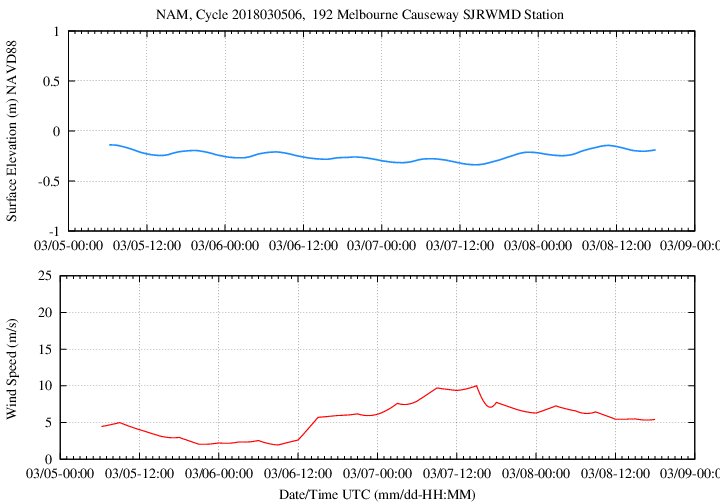 NAM, Cycle 2018030506,  192 Melbourne Causeway SJRWMD Station
Surface Elevation (m) NAVD88
1
0.5
0
-0.5
-1
03/05-00:00 03/05-12:00 03/06-00:00 03/06-12:00 03/07-00:00 03/07-12:00 03/08-00:00 03/08-12:00 03/09-0
Wind Speed (m/s)
25
20
15
10
5
0
03/05-00:00 03/05-12:00 03/06-00:00 03/06-12:00 03/07-00:00 03/07-12:00 03/08-00:00 03/08-12:00 03/09-0
Date/Time UTC (mm/dd-HH:MM)